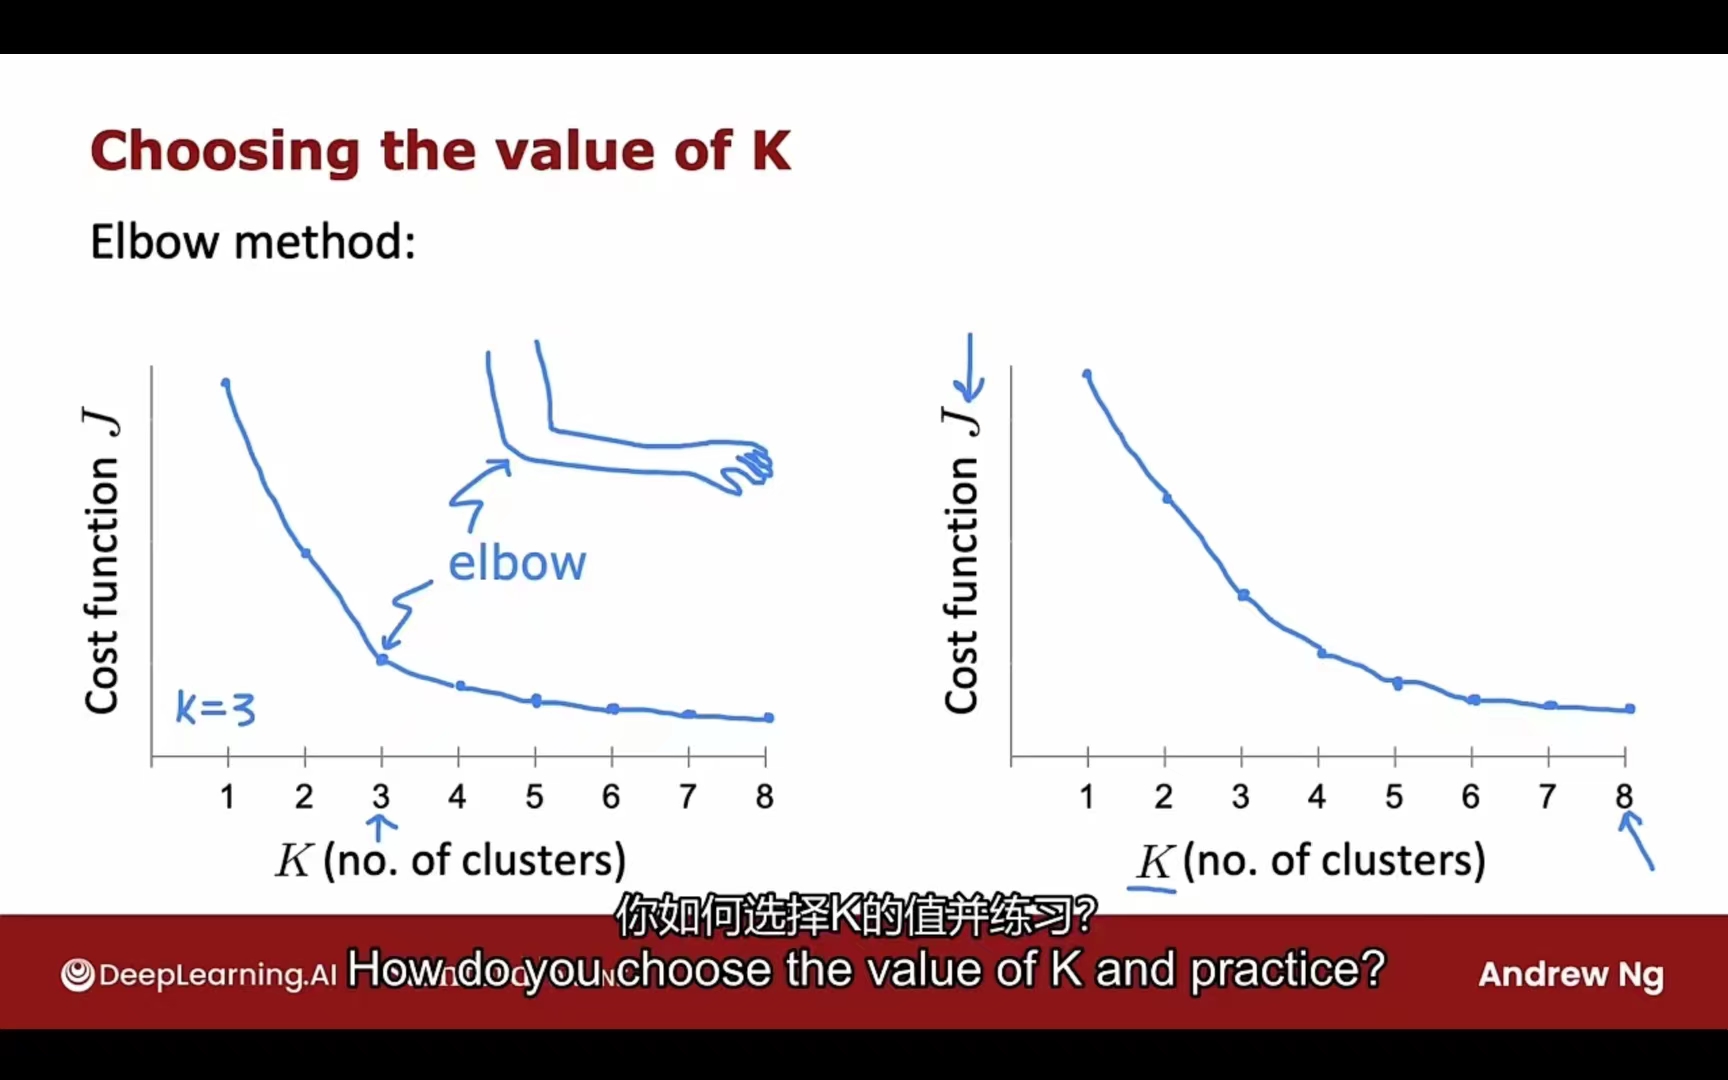 Choosing the value of K
Elbow method:
Cost function J
elbow
k=3
1 2 3 4 5 6 7 8
K (no. of clusters)
Cost function J
1 2 3 4 5 6 7 8
K (no. of clusters)
你如何选择K的值并练习?
How do you choose the value of K and practice?
DeepLearning.AI
Andrew Ng